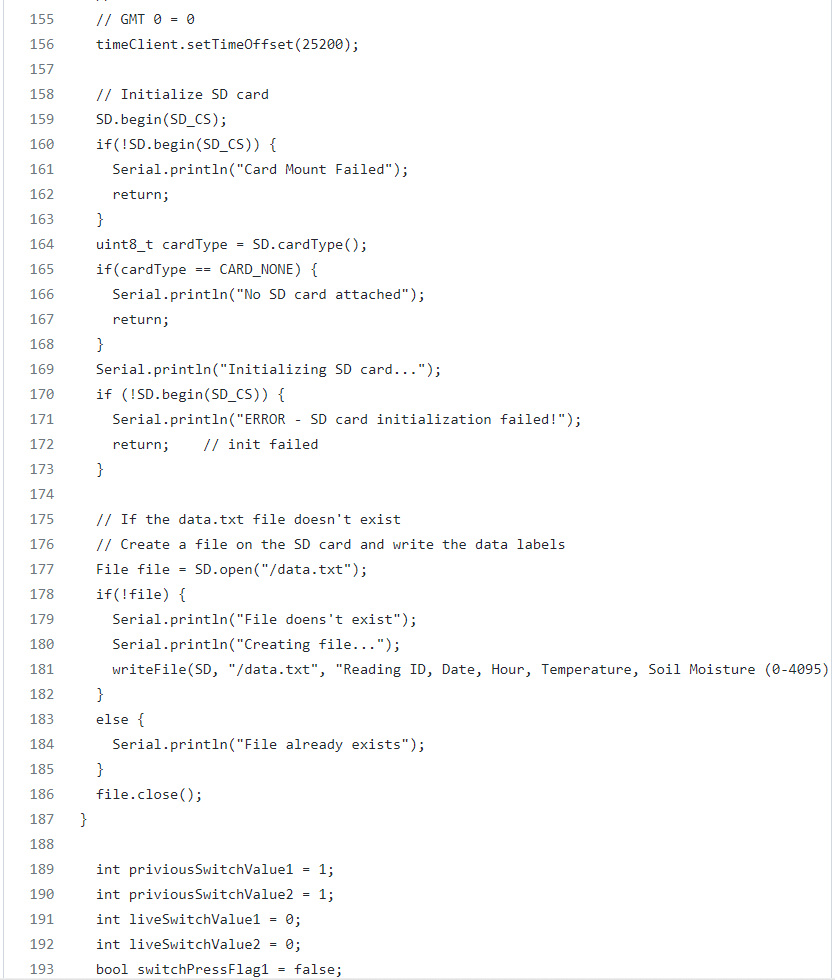 155 // GMT 0 = 0
156 timeClient.setTimeOffset(25200);
157
158 // Initialize SD card
159 SD.begin(SD_CS);
160 if(!SD.begin(SD_CS)) {
161 Serial.println("Card Mount Failed");
162 return;
163 }
164 uint8_t cardType = SD.cardType();
165 if(cardType == CARD_NONE) {
166 Serial.println("No SD card attached");
167 return;
168 }
169 Serial.println("Initializing SD card...");
170 if (!SD.begin(SD_CS)) {
171 Serial.println("ERROR - SD card initialization failed!");
172 return;    // init failed
173 }
174
175 // If the data.txt file doesn't exist
176 // Create a file on the SD card and write the data labels
177 File file = SD.open("/data.txt");
178 if(!file) {
179 Serial.println("File doens't exist");
180 Serial.println("Creating file...");
181 writeFile(SD, "/data.txt", "Reading ID, Date, Hour, Temperature, Soil Moisture (0-4095)
182 }
183 else {
184 Serial.println("File already exists");
185 }
186 file.close();
187 }
188
189 int priviousSwitchValue1 = 1;
190 int priviousSwitchValue2 = 1;
191 int liveSwitchValue1 = 0;
192 int liveSwitchValue2 = 0;
193 bool switchPressFlag1 = false;